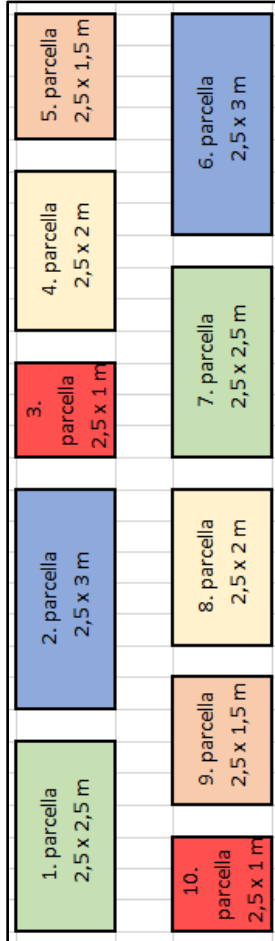 1. parcella
2,5 x 2,5 m
2. parcella
2,5 x 3 m
3.
parcella
2,5 x 1 m
4. parcella
2,5 x 2 m
5. parcella
2,5 x 1,5 m
10.
parcella
2,5 x 1 m
9. parcella
2,5 x 1,5 m
8. parcella
2,5 x 2 m
7. parcella
2,5 x 2,5 m
6. parcella
2,5 x 3 m